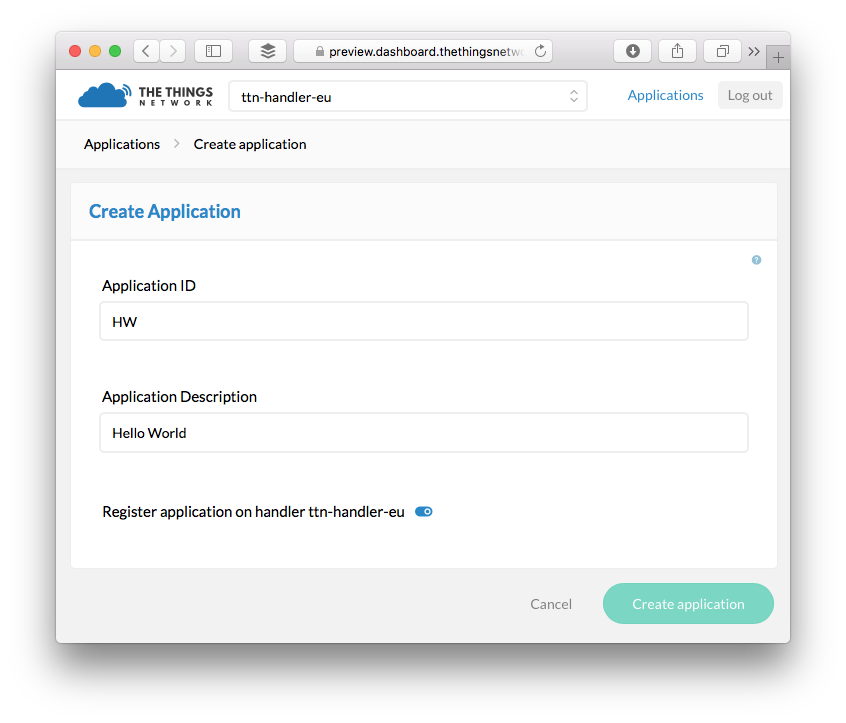 preview.dashboard.thethingsnetw
THE THINGS
NETWORK
ttn-handler-eu
Applications
Log out
Applications
Create application
Create Application
?
Application ID
HW
Application Description
Hello World
Register application on handler ttn-handler-eu
Cancel
Create application